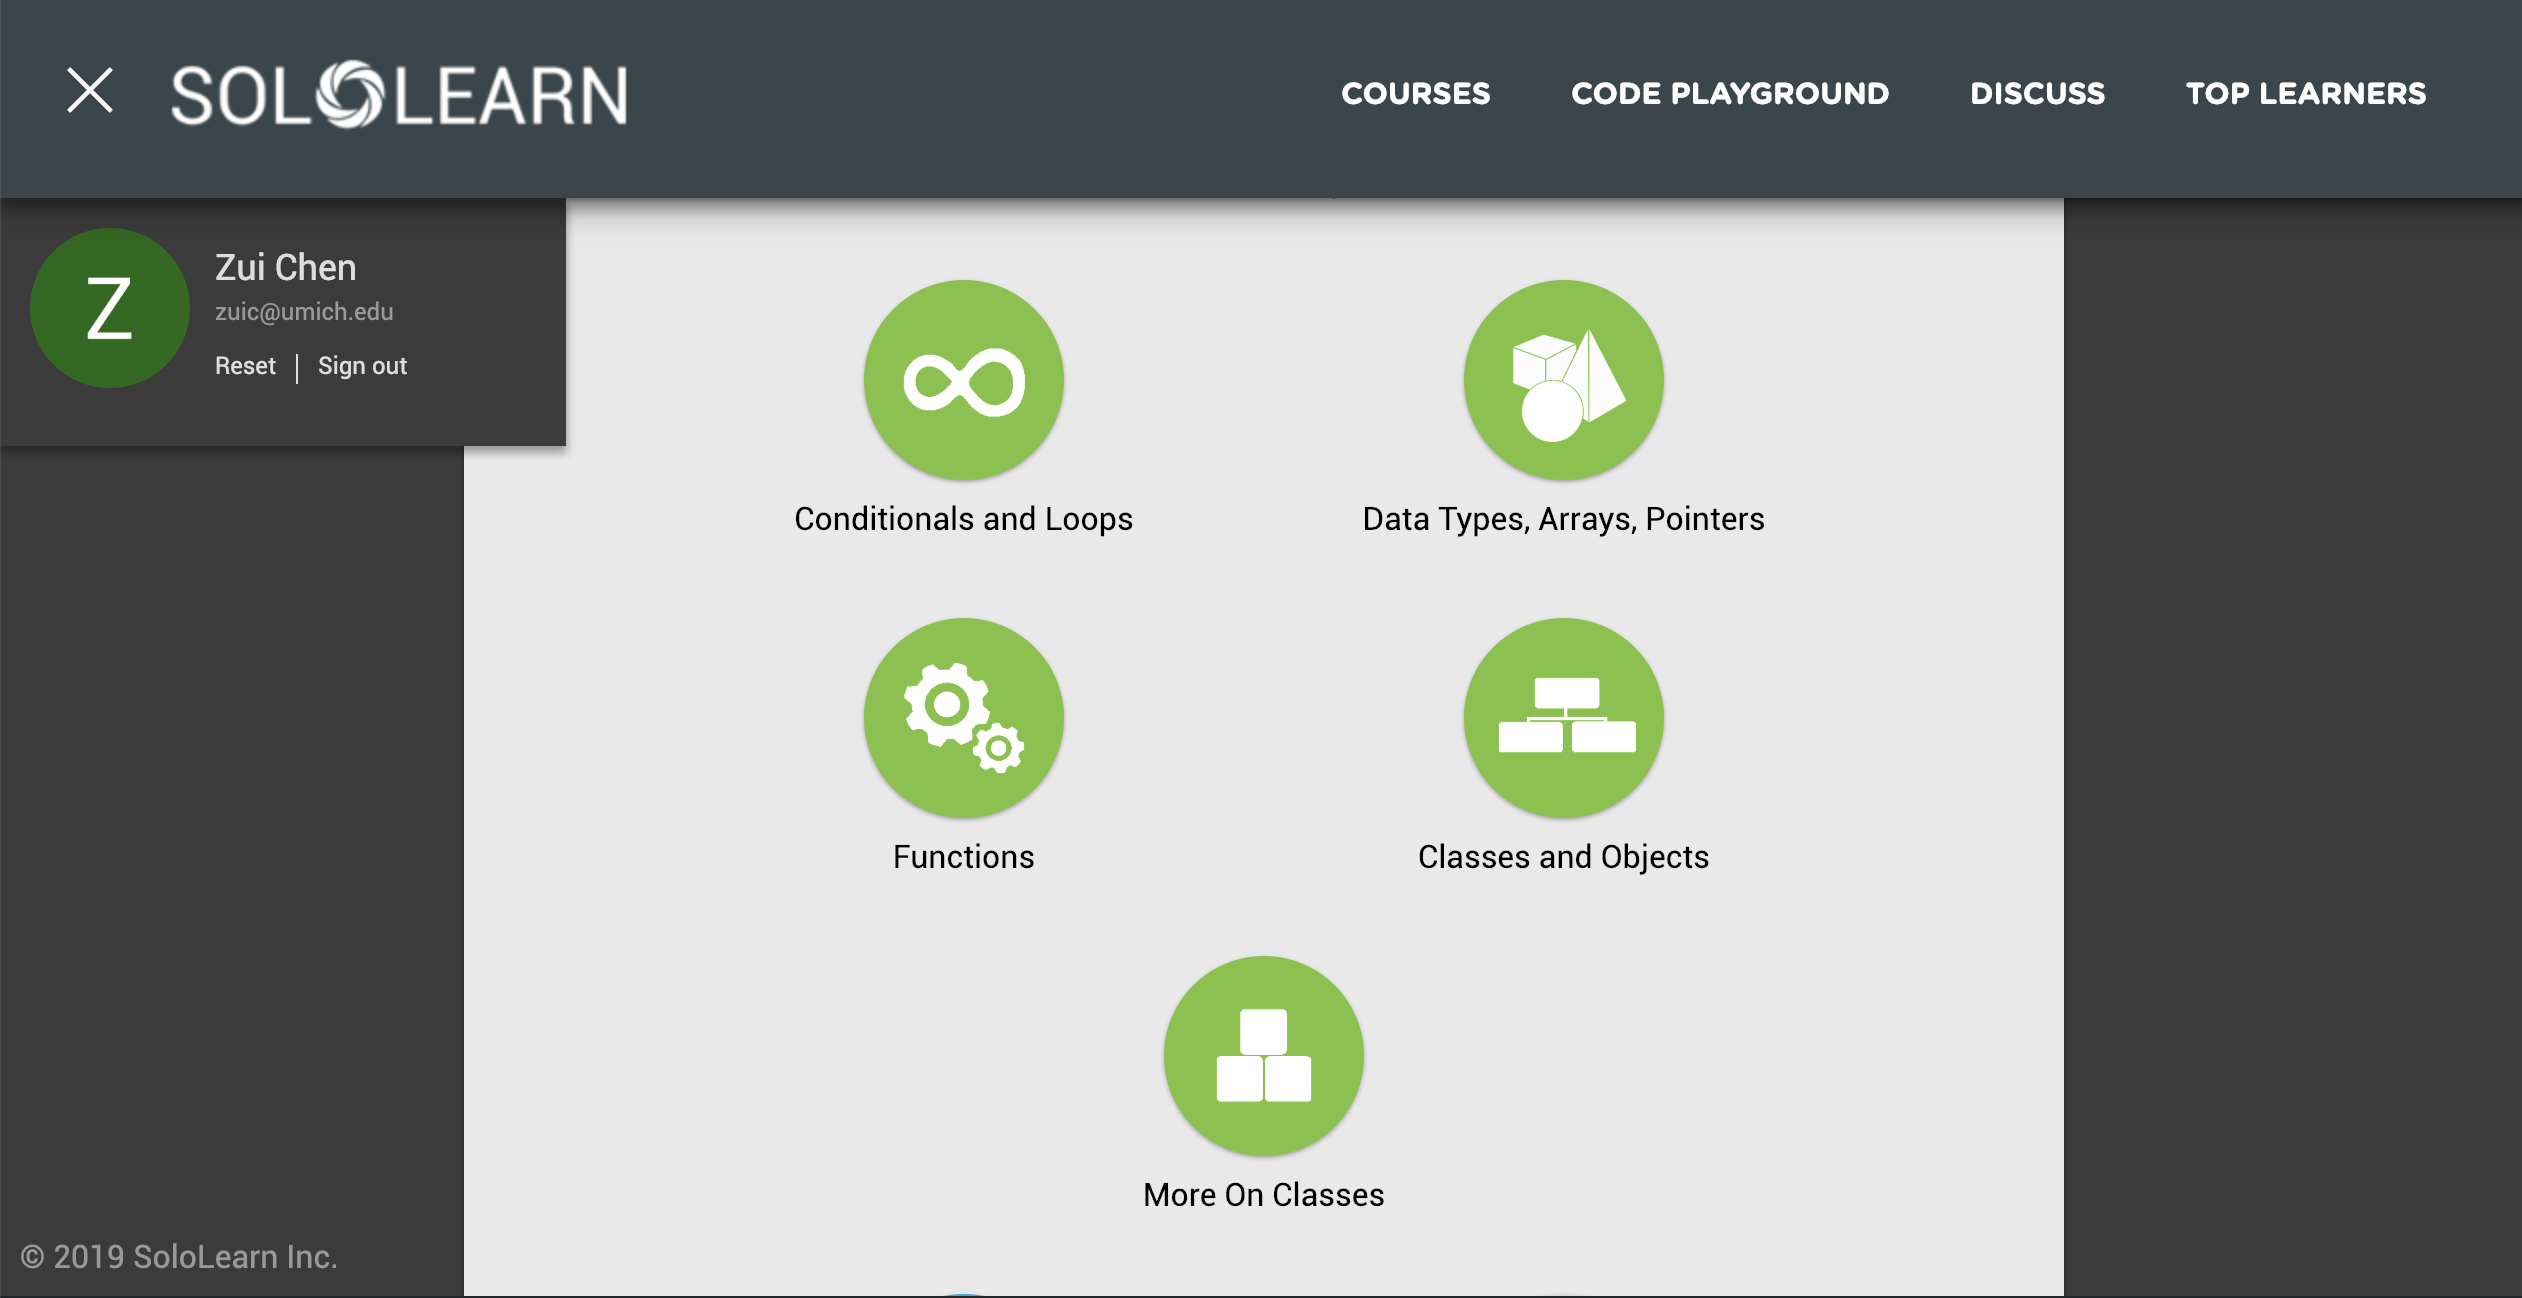 SOLOLEARN
COURSES CODE PLAYGROUND DISCUSS TOP LEARNERS
Z
Zui Chen
zuic@umich.edu
Reset | Sign out
Conditionals and Loops
Data Types, Arrays, Pointers
Functions
Classes and Objects
More On Classes
© 2019 SoloLearn Inc.